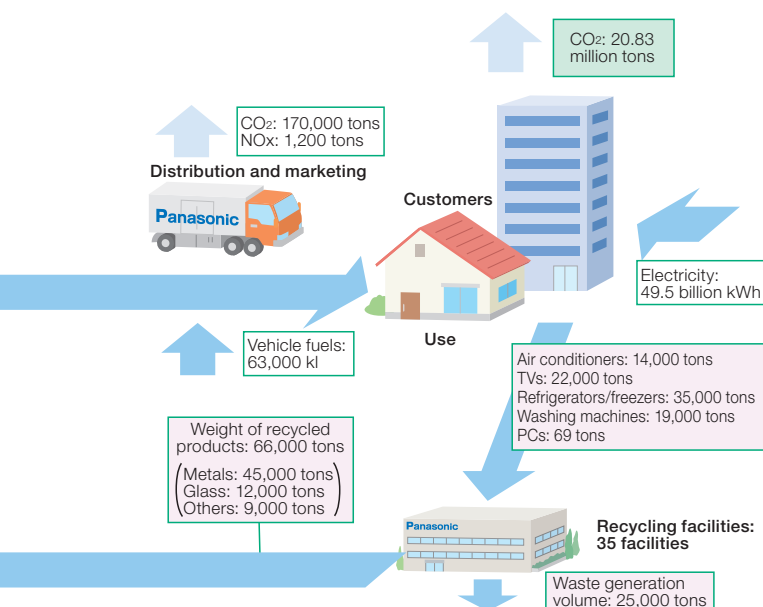 CO2: 20.83
million tons
CO2: 170,000 tons
NOx: 1,200 tons
Distribution and marketing
Panasonic
Customers
Electricity:
49.5 billion kWh
Use
Vehicle fuels:
63,000 kl
Air conditioners: 14,000 tons
TVs: 22,000 tons
Refrigerators/freezers: 35,000 tons
Washing machines: 19,000 tons
PCs: 69 tons
Weight of recycled
products: 66,000 tons
(Metals: 45,000 tons
Glass: 12,000 tons
Others: 9,000 tons)
Panasonic
Recycling facilities:
35 facilities
Waste generation
volume: 25,000 tons